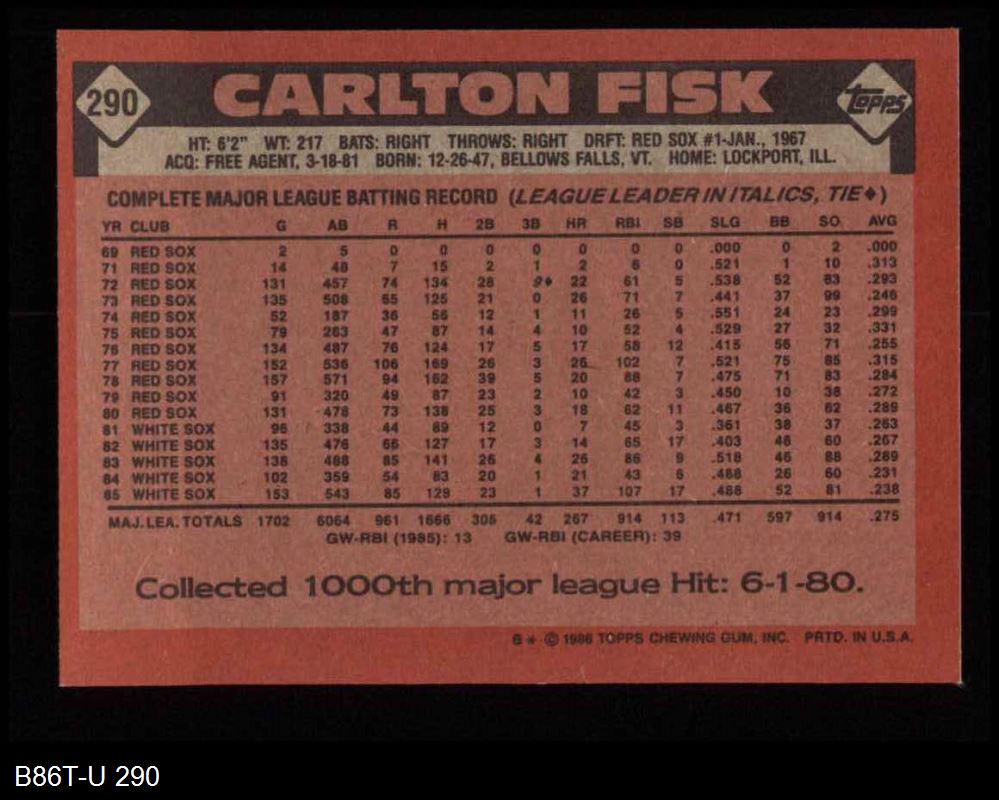 290 CARLTON FISK Topps
HT: 6'2" WT: 217 BATS: RIGHT THROWS: RIGHT DRFT: RED SOX #1-JAN., 1967
ACQ: FREE AGENT, 3-18-81 BORN: 12-26-47, BELLOWS FALLS, VT. HOME: LOCKPORT, ILL.
COMPLETE MAJOR LEAGUE BATTING RECORD (LEAGUE LEADER IN ITALICS, TIE♦)
YR CLUB G AB R H 2B 3B HR RBI SB SLG BB SO AVG
69 RED SOX 2 5 0 0 0 0 0 0 0 .000 0 2 .000
71 RED SOX 14 48 7 15 2 1 2 6 0 .521 1 10 .313
72 RED SOX 131 457 74 134 28 9♦ 22 61 5 .538 52 83 .293
73 RED SOX 135 508 65 125 21 0 26 71 7 .441 37 99 .246
74 RED SOX 52 187 36 56 12 1 11 26 5 .551 24 23 .299
75 RED SOX 79 263 47 87 14 4 10 52 4 .529 27 32 .331
76 RED SOX 134 487 76 124 17 5 17 58 12 .415 56 71 .255
77 RED SOX 152 536 106 169 26 3 26 102 7 .521 75 85 .315
78 RED SOX 157 571 94 162 39 5 20 88 7 .475 71 83 .284
79 RED SOX 91 320 49 87 23 2 10 42 3 .450 10 38 .272
80 RED SOX 131 478 73 138 25 3 18 62 11 .467 36 62 .289
81 WHITE SOX 96 338 44 89 12 0 7 45 3 .361 38 37 .263
82 WHITE SOX 135 476 66 127 17 3 14 65 17 .403 46 60 .267
83 WHITE SOX 138 488 85 141 26 4 26 86 9 .518 46 88 .289
84 WHITE SOX 102 359 54 83 20 1 21 43 6 .468 26 60 .231
85 WHITE SOX 153 543 85 129 23 1 37 107 17 .488 52 81 .238
MAJ. LEA. TOTALS 1702 6064 961 1666 305 42 267 914 113 .471 597 914 .275
GW-RBI (1985): 13 GW-RBI (CAREER): 39
Collected 1000th major league Hit: 6-1-80.
B* © 1986 TOPPS CHEWING GUM, INC. PRTD. IN U.S.A.
B86T-U 290